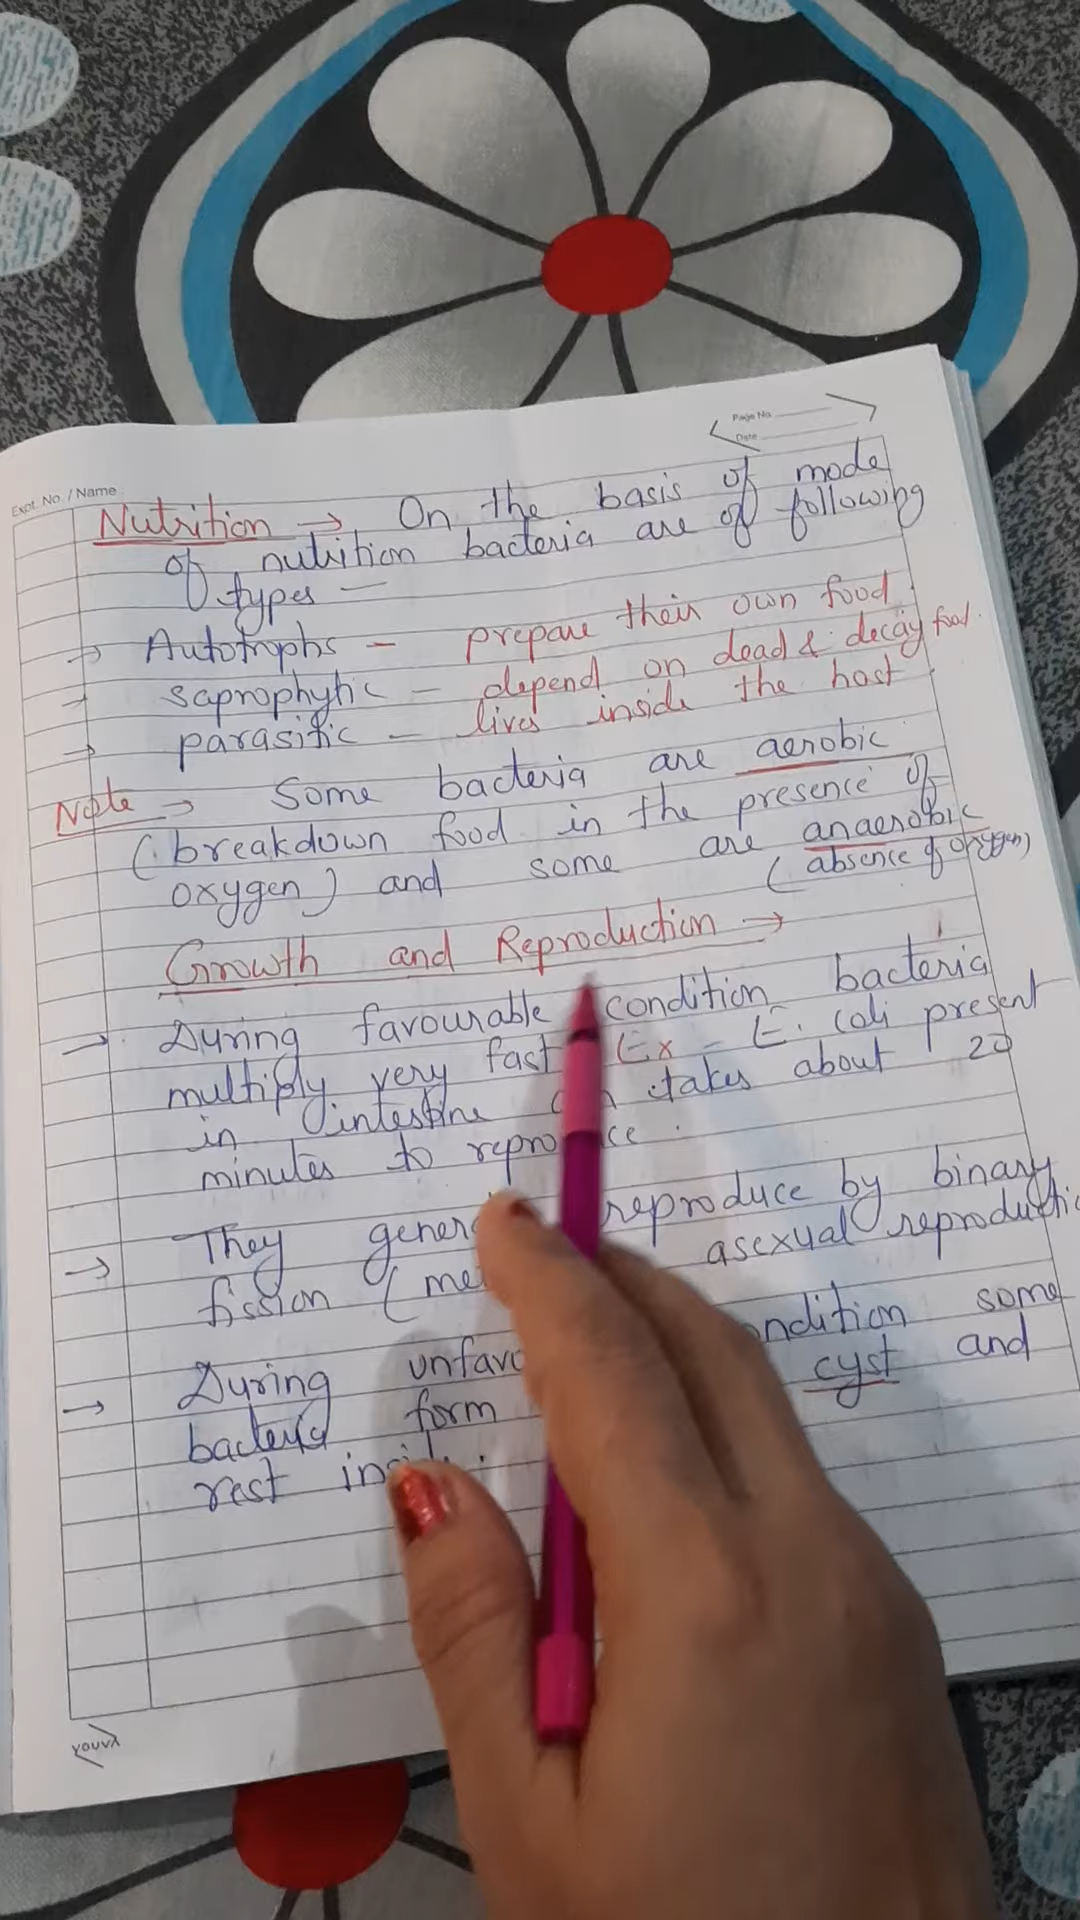 Page No.
Date
Expt. No. / Name
Nutrition → On the basis of mode
of nutrition bacteria are of following
types -
→ Autotrophs - prepare their own food.
→ saprophytic - depend on dead & decay food.
→ parasitic - lives inside the host.
Note → Some bacteria are aerobic
(breakdown food in the presence of
oxygen) and some are anaerobic
(absence of oxygen)
Growth and Reproduction →
→ During favourable condition bacteria
multiply very fast Ex - E. coli present
in intestine takes about 20
minutes to reproduce.
→ They reproduce by binary
fission ( asexual reproducti
→ During some
bacteria form cyst and
rest
YOUVA